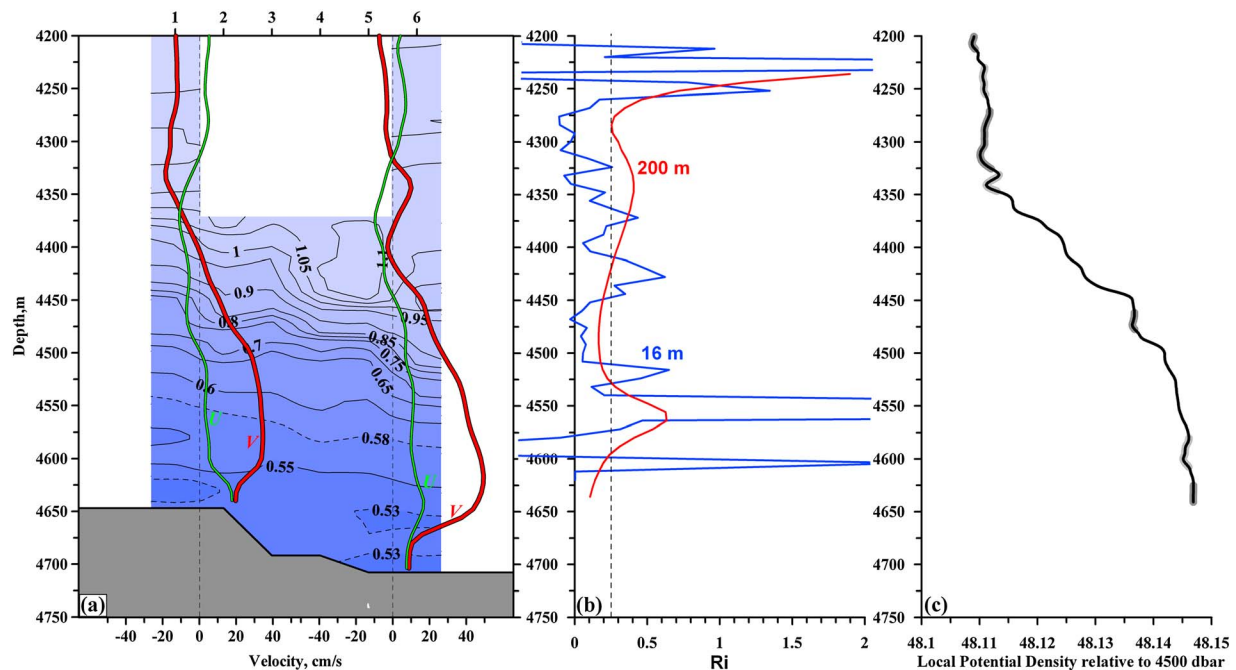 1 2 3 4 5 6
4200 4200 4200
4250 4250 4250
4300 4300 4300
4350 4350 4350
4400 4400 4400
4450 4450 4450
4500 4500 4500
4550 4550 4550
4600 4600 4600
4650 4650 4650
4700 4700 4700
4750 4750 4750
Depth,m
1
1.05
1.1
0.9
0.8
0.95
0.7
0.85
0.75
0.65
0.6
U
V
0.58
0.55
U
V
0.53
0.53
(a)
-40 -20 0 20 -40 -20 0 20 40
Velocity, cm/s
200 m
16 m
(b)
0 0.5 1 1.5 2
Ri
(c)
48.1 48.11 48.12 48.13 48.14 48.15
Local Potential Density relative to 4500 dbar